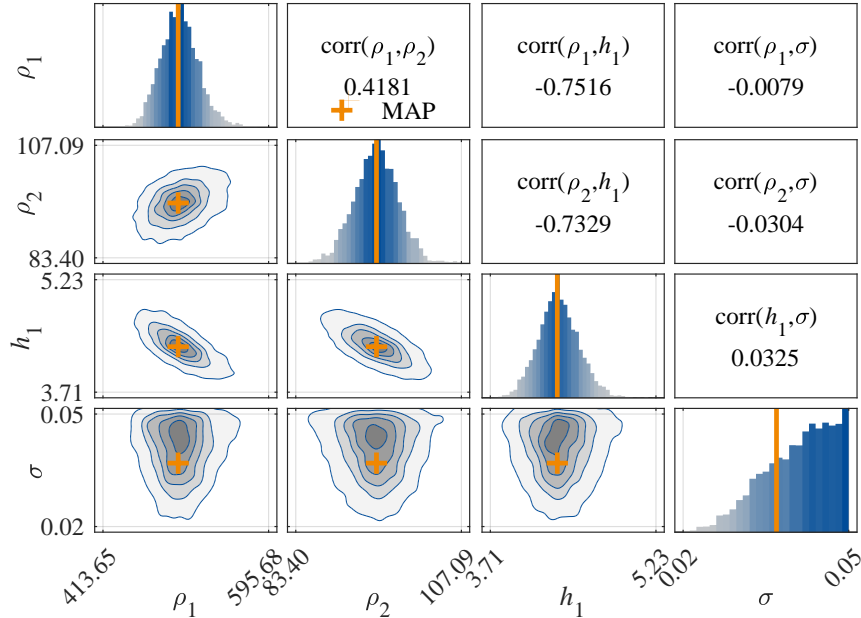 ρ1
corr(ρ1,ρ2)
0.4181
MAP
corr(ρ1,h1)
-0.7516
corr(ρ1,σ)
-0.0079
107.09
ρ2
83.40
corr(ρ2,h1)
-0.7329
corr(ρ2,σ)
-0.0304
5.23
h1
3.71
corr(h1,σ)
0.0325
0.05
σ
0.02
413.65
595.68
ρ1
83.40
107.09
ρ2
3.71
5.23
h1
0.02
0.05
σ